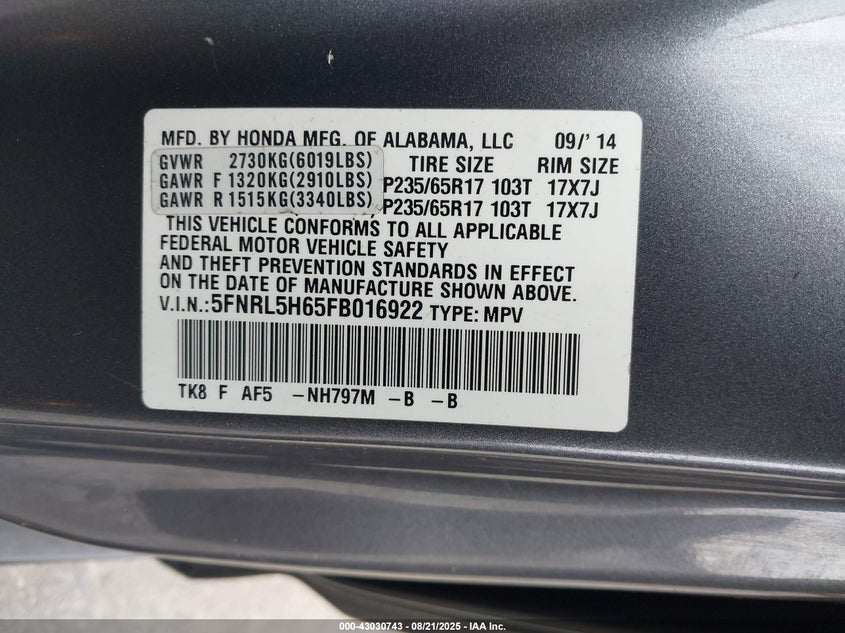 MFD. BY HONDA MFG. OF ALABAMA, LLC 09/' 14
GVWR 2730KG(6019LBS) TIRE SIZE RIM SIZE
GAWR F 1320KG(2910LBS) P235/65R17 103T 17X7J
GAWR R 1515KG(3340LBS) P235/65R17 103T 17X7J
THIS VEHICLE CONFORMS TO ALL APPLICABLE
FEDERAL MOTOR VEHICLE SAFETY
AND THEFT PREVENTION STANDARDS IN EFFECT
ON THE DATE OF MANUFACTURE SHOWN ABOVE.
V.I.N.:5FNRL5H65FB016922 TYPE: MPV
TK8 F AF5 -NH797M -B -B
000-43030743 - 08/21/2025 - IAA Inc.